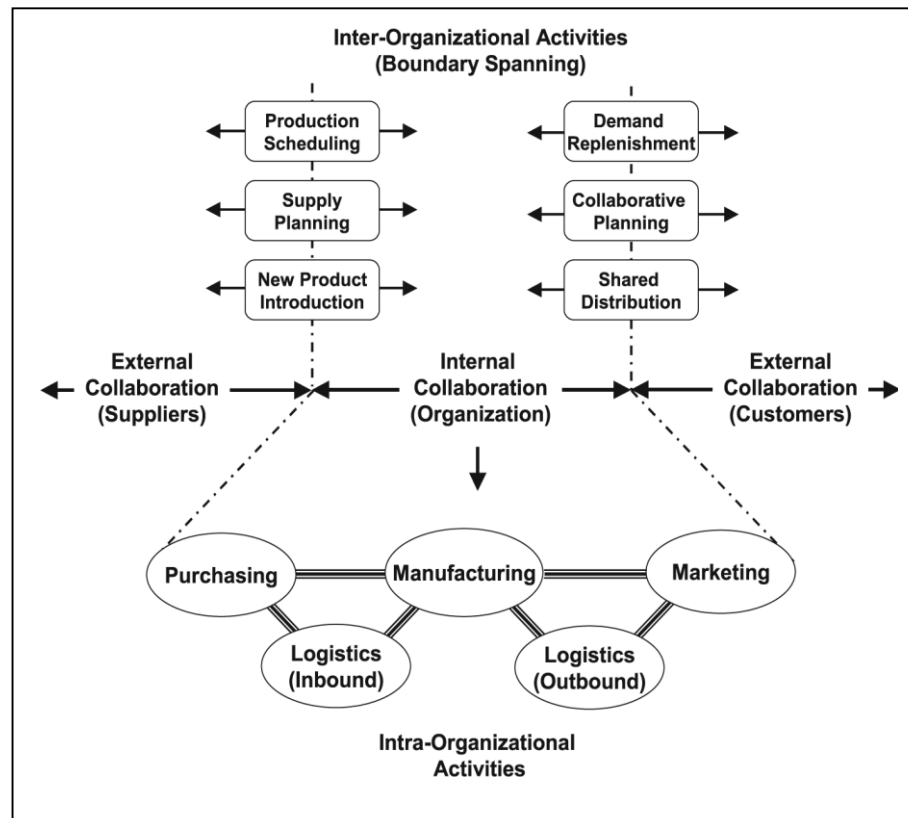 Inter-Organizational Activities
(Boundary Spanning)
Production
Scheduling
Demand
Replenishment
Supply
Planning
Collaborative
Planning
New Product
Introduction
Shared
Distribution
External
Collaboration
(Suppliers)
Internal
Collaboration
(Organization)
External
Collaboration
(Customers)
Purchasing
Manufacturing
Marketing
Logistics
(Inbound)
Logistics
(Outbound)
Intra-Organizational
Activities